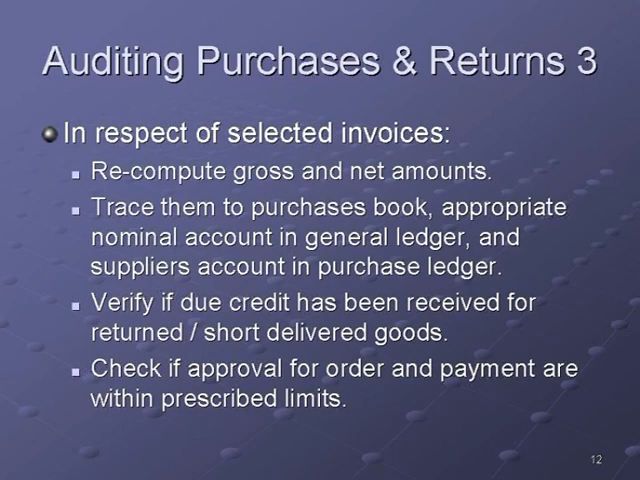 Auditing Purchases & Returns 3
In respect of selected invoices:
Re-compute gross and net amounts.
Trace them to purchases book, appropriate
nominal account in general ledger, and
suppliers account in purchase ledger.
Verify if due credit has been received for
returned / short delivered goods.
Check if approval for order and payment are
within prescribed limits.
12